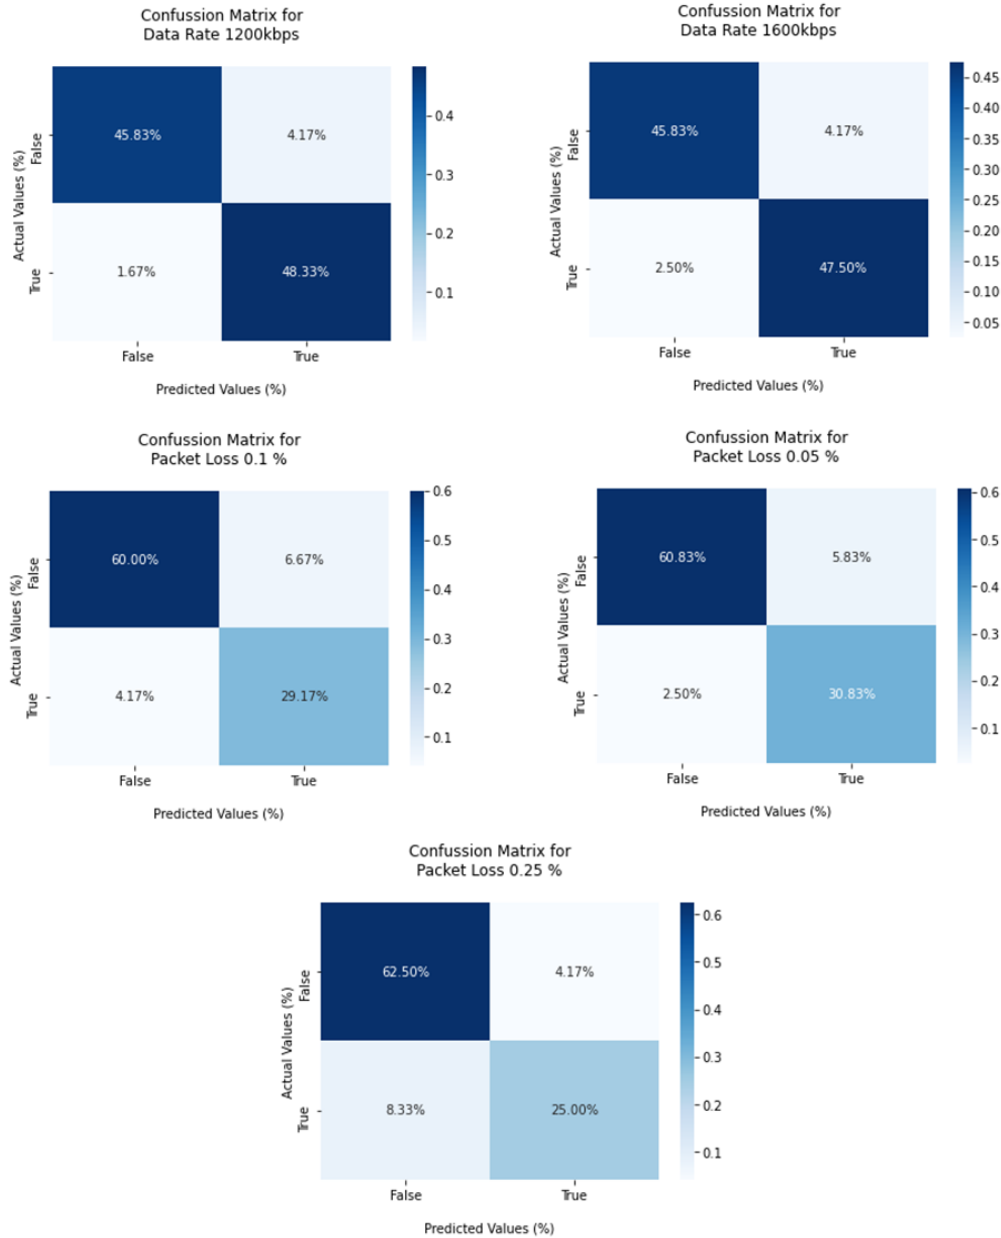 Confussion Matrix for
Data Rate 1200kbps
Actual Values (%)
False
True
45.83%
4.17%
1.67%
48.33%
0.4
0.3
0.2
0.1
False
True
Predicted Values (%)
Confussion Matrix for
Data Rate 1600kbps
Actual Values (%)
False
True
45.83%
4.17%
2.50%
47.50%
0.45
0.40
0.35
0.30
0.25
0.20
0.15
0.10
0.05
False
True
Predicted Values (%)
Confussion Matrix for
Packet Loss 0.1 %
Actual Values (%)
False
True
60.00%
6.67%
4.17%
29.17%
0.6
0.5
0.4
0.3
0.2
0.1
False
True
Predicted Values (%)
Confussion Matrix for
Packet Loss 0.05 %
Actual Values (%)
False
True
60.83%
5.83%
2.50%
30.83%
0.6
0.5
0.4
0.3
0.2
0.1
False
True
Predicted Values (%)
Confussion Matrix for
Packet Loss 0.25 %
Actual Values (%)
False
True
62.50%
4.17%
8.33%
25.00%
0.6
0.5
0.4
0.3
0.2
0.1
False
True
Predicted Values (%)